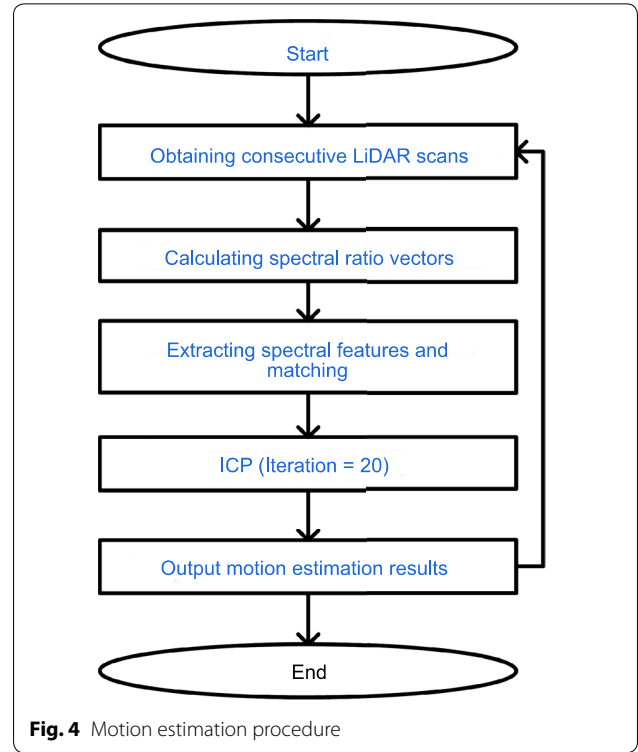 Start
Obtaining consecutive LiDAR scans
Calculating spectral ratio vectors
Extracting spectral features and
matching
ICP (Iteration = 20)
Output motion estimation results
End
Fig. 4 Motion estimation procedure